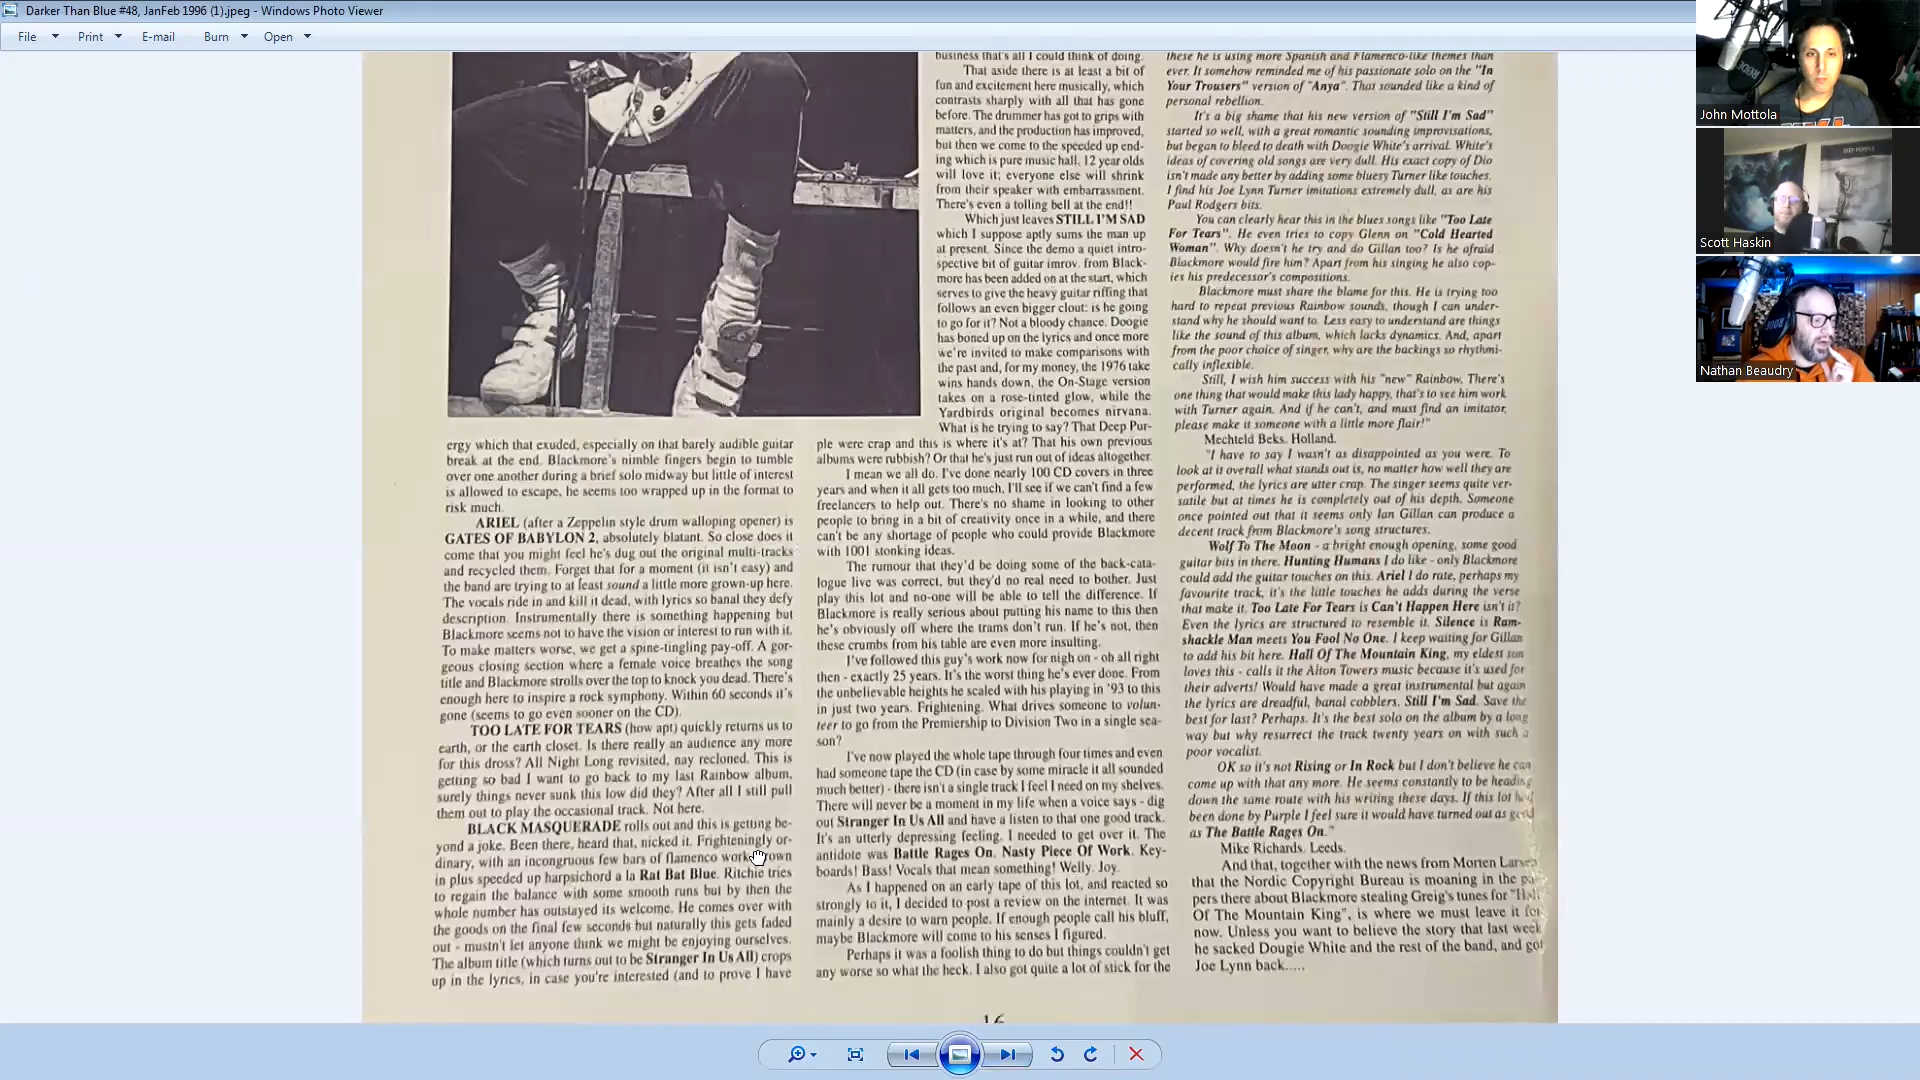 Darker Than Blue #48, JanFeb 1996 (1).jpeg - Windows Photo Viewer
File
Print
E-mail
Burn
Open
John Mottola
Scott Haskin
Nathan Beaudry
ergy which that exuded, especially on that barely audible guitar
break at the end. Blackmore's nimble fingers begin to tumble
over one another during a brief solo midway but little of interest
is allowed to escape, he seems too wrapped up in the format to
risk much.
ARIEL (after a Zeppelin style drum walloping opener) is
GATES OF BABYLON 2, absolutely blatant. So close does it
come that you might feel he's dug out the original multi-tracks
and recycled them. Forget that for a moment (it isn't easy) and
the band are trying to at least sound a little more grown-up here.
The vocals ride in and kill it dead, with lyrics so banal they defy
description. Instrumentally there is something happening but
Blackmore seems not to have the vision or interest to run with it.
To make matters worse, we get a spine-tingling pay-off. A gor-
geous closing section where a female voice breathes the song
title and Blackmore strolls over the top to knock you dead. There's
enough here to inspire a rock symphony. Within 60 seconds it's
gone (seems to go even sooner on the CD).
TOO LATE FOR TEARS (how apt) quickly returns us to
earth, or the earth closet. Is there really an audience any more
for this dross? All Night Long revisited, nay recloned. This is
getting so bad I want to go back to my last Rainbow album,
surely things never sunk this low did they? After all I still pull
them out to play the occasional track. Not here.
BLACK MASQUERADE rolls out and this is getting be-
yond a joke. Been there, heard that, nicked it. Frighteningly or-
dinary, with an incongruous few bars of flamenco work
in plus speeded up harpsichord a la Rat Bat Blue. Ritchie tries
to regain the balance with some smooth runs but by then the
whole number has outstayed its welcome. He comes over with
the goods on the final few seconds but naturally this gets faded
out - mustn't let anyone think we might be enjoying ourselves.
The album title (which turns out to be Stranger In Us All) crops
up in the lyrics, in case you're interested (and to prove I have
business that's all I could think of doing.
That aside there is at least a bit of
fun and excitement here musically, which
contrasts sharply with all that has gone
before. The drummer has got to grips with
matters, and the production has improved,
but then we come to the speeded up end-
ing which is pure music hall. 12 year olds
will love it; everyone else will shrink
from their speaker with embarrassment.
There's even a tolling bell at the end!!
Which just leaves STILL I'M SAD
which I suppose aptly sums the man up
at present. Since the demo a quiet intro-
spective bit of guitar imrov. from Black-
more has been added on at the start, which
serves to give the heavy guitar riffing that
follows an even bigger clout: is he going
to go for it? Not a bloody chance. Doogie
has boned up on the lyrics and once more
we're invited to make comparisons with
the past and, for my money, the 1976 take
wins hands down, the On-Stage version
takes on a rose-tinted glow, while the
Yardbirds original becomes nirvana.
What is he trying to say? That Deep Pur-
ple were crap and this is where it's at? That his own previous
albums were rubbish? Or that he's just run out of ideas altogether.
I mean we all do. I've done nearly 100 CD covers in three
years and when it all gets too much, I'll see if we can't find a few
freelancers to help out. There's no shame in looking to other
people to bring in a bit of creativity once in a while, and there
can't be any shortage of people who could provide Blackmore
with 1001 stonking ideas.
The rumour that they'd be doing some of the back-cata-
logue live was correct, but they'd no real need to bother. Just
play this lot and no-one will be able to tell the difference. If
Blackmore is really serious about putting his name to this then
he's obviously off where the trams don't run. If he's not, then
these crumbs from his table are even more insulting.
I've followed this guy's work now for nigh on - oh all right
then - exactly 25 years. It's the worst thing he's ever done. From
the unbelievable heights he scaled with his playing in '93 to this
in just two years. Frightening. What drives someone to volun-
teer to go from the Premiership to Division Two in a single sea-
son?
I've now played the whole tape through four times and even
had someone tape the CD (in case by some miracle it all sounded
much better) - there isn't a single track I feel I need on my shelves.
There will never be a moment in my life when a voice says - dig
out Stranger In Us All and have a listen to that one good track.
It's an utterly depressing feeling. I needed to get over it. The
antidote was Battle Rages On, Nasty Piece Of Work. Key-
boards! Bass! Vocals that mean something! Welly. Joy.
As I happened on an early tape of this lot, and reacted so
strongly to it, I decided to post a review on the internet. It was
mainly a desire to warn people. If enough people call his bluff,
maybe Blackmore will come to his senses I figured.
Perhaps it was a foolish thing to do but things couldn't get
any worse so what the heck. I also got quite a lot of stick for the
these he is using more Spanish and Flamenco-like themes than
ever. It somehow reminded me of his passionate solo on the "In
Your Trousers" version of "Anya". That sounded like a kind of
personal rebellion.
It's a big shame that his new version of "Still I'm Sad"
started so well, with a great romantic sounding improvisations,
but began to bleed to death with Doogie White's arrival. White's
ideas of covering old songs are very dull. His exact copy of Dio
isn't made any better by adding some bluesy Turner like touches.
I find his Joe Lynn Turner imitations extremely dull, as are his
Paul Rodgers bits.
You can clearly hear this in the blues songs like "Too Late
For Tears". He even tries to copy Glenn on "Cold Hearted
Woman". Why doesn't he try and do Gillan too? Is he afraid
Blackmore would fire him? Apart from his singing he also cop-
ies his predecessor's compositions.
Blackmore must share the blame for this. He is trying too
hard to repeat previous Rainbow sounds, though I can under-
stand why he should want to. Less easy to understand are things
like the sound of this album, which lacks dynamics. And, apart
from the poor choice of singer, why are the backings so rhythmi-
cally inflexible.
Still, I wish him success with his "new" Rainbow. There's
one thing that would make this lady happy, that's to see him work
with Turner again. And if he can't, and must find an imitator,
please make it someone with a little more flair!"
Mechteld Beks. Holland.
"I have to say I wasn't as disappointed as you were. To
look at it overall what stands out is, no matter how well they are
performed, the lyrics are utter crap. The singer seems quite ver-
satile but at times he is completely out of his depth. Someone
once pointed out that it seems only Ian Gillan can produce a
decent track from Blackmore's song structures.
Wolf To The Moon - a bright enough opening, some good
guitar bits in there. Hunting Humans I do like - only Blackmore
could add the guitar touches on this. Ariel I do rate, perhaps my
favourite track, it's the little touches he adds during the verse
that make it. Too Late For Tears is Can't Happen Here isn't it?
Even the lyrics are structured to resemble it. Silence is Ram-
shackle Man meets You Fool No One. I keep waiting for Gillan
to add his bit here. Hall Of The Mountain King, my eldest son
loves this - calls it the Alton Towers music because it's used for
their adverts! Would have made a great instrumental but again
the lyrics are dreadful, banal cobblers. Still I'm Sad. Save the
best for last? Perhaps. It's the best solo on the album by a long
way but why resurrect the track twenty years on with such a
poor vocalist.
OK so it's not Rising or In Rock but I don't believe he can
come up with that any more. He seems constantly to be heading
down the same route with his writing these days. If this lot had
been done by Purple I feel sure it would have turned out as good
as The Battle Rages On."
Mike Richards. Leeds.
And that, together with the news from Morten
that the Nordic Copyright Bureau is moaning in the pa-
pers there about Blackmore stealing Greig's tunes for "Hall
Of The Mountain King", is where we must leave it for
now. Unless you want to believe the story that last week
he sacked Dougie White and the rest of the band, and got
Joe Lynn back.....
16